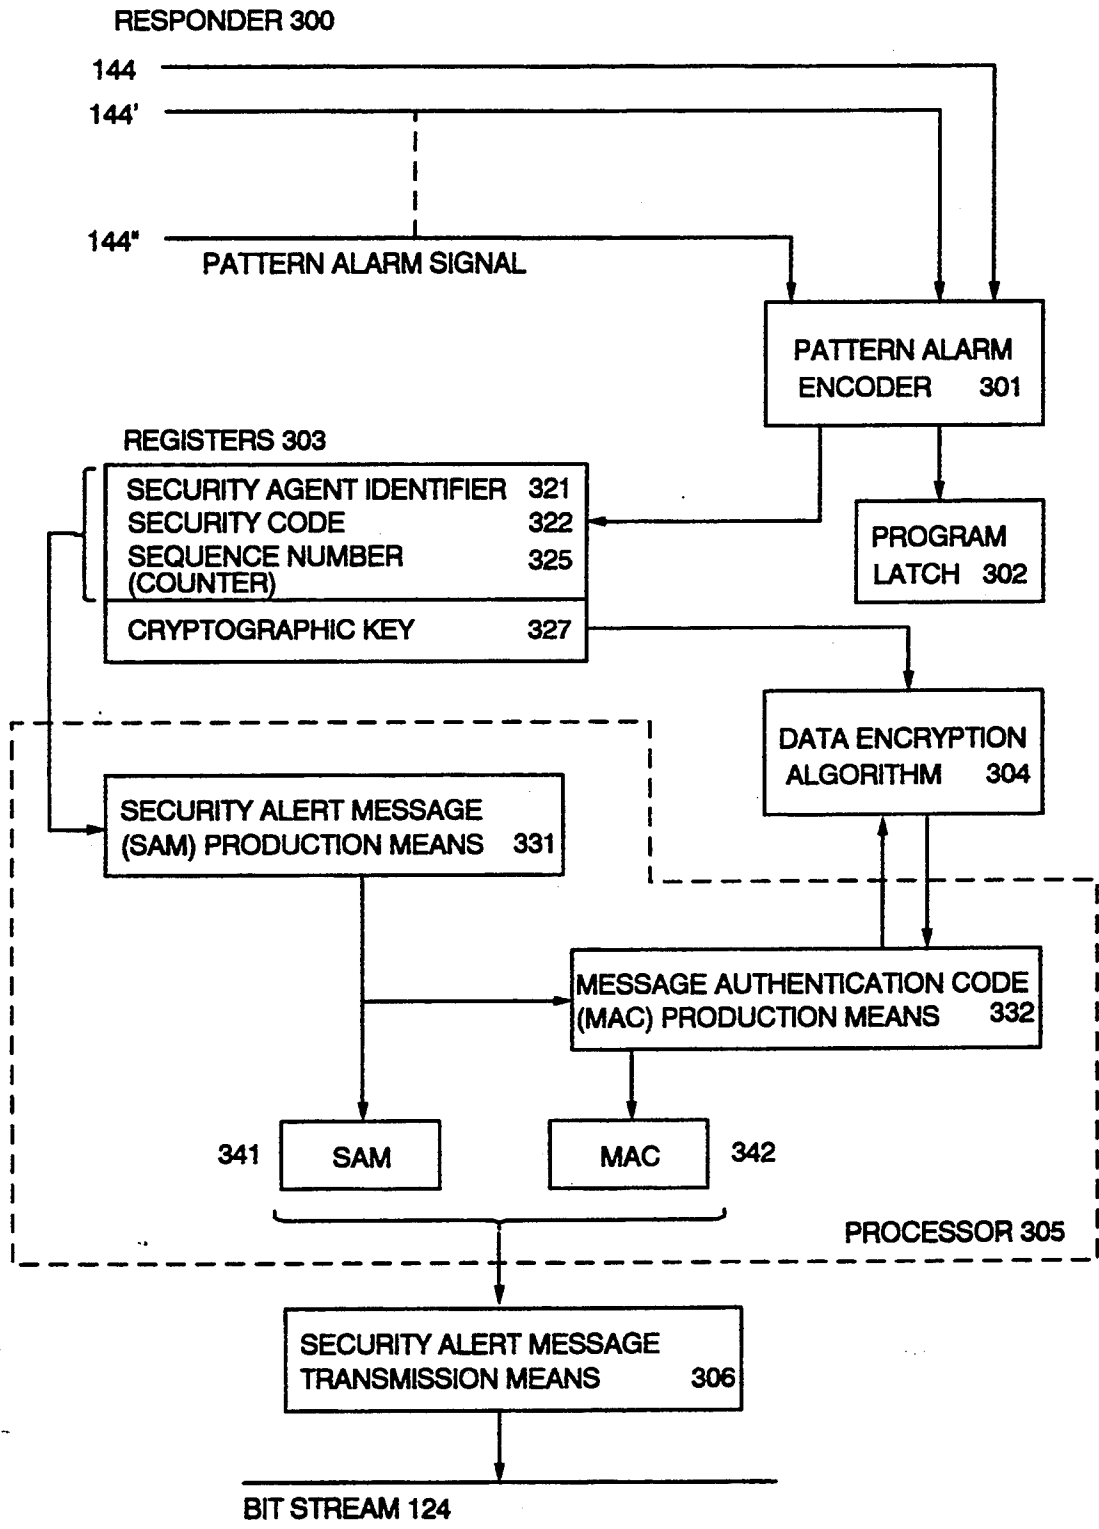 RESPONDER 300
144
144'
144"
PATTERN ALARM SIGNAL
PATTERN ALARM
ENCODER 301
REGISTERS 303
SECURITY AGENT IDENTIFIER 321
SECURITY CODE 322
SEQUENCE NUMBER 325
(COUNTER)
CRYPTOGRAPHIC KEY 327
PROGRAM
LATCH 302
DATA ENCRYPTION
ALGORITHM 304
SECURITY ALERT MESSAGE
(SAM) PRODUCTION MEANS 331
MESSAGE AUTHENTICATION CODE
(MAC) PRODUCTION MEANS 332
341 SAM
MAC 342
PROCESSOR 305
SECURITY ALERT MESSAGE
TRANSMISSION MEANS 306
BIT STREAM 124